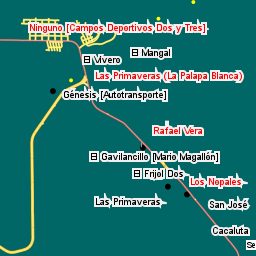 Ninguno [Campos Deportivos Dos y Tres]
El Mangal
El Vivero
Las Primaveras (La Palapa Blanca)
Génesis [Autotransporte]
Rafael Vera
El Gavilancillo [Mario Magallón]
El Frijol Dos
Los Nopales
Las Primaveras
San José
Cacaluta